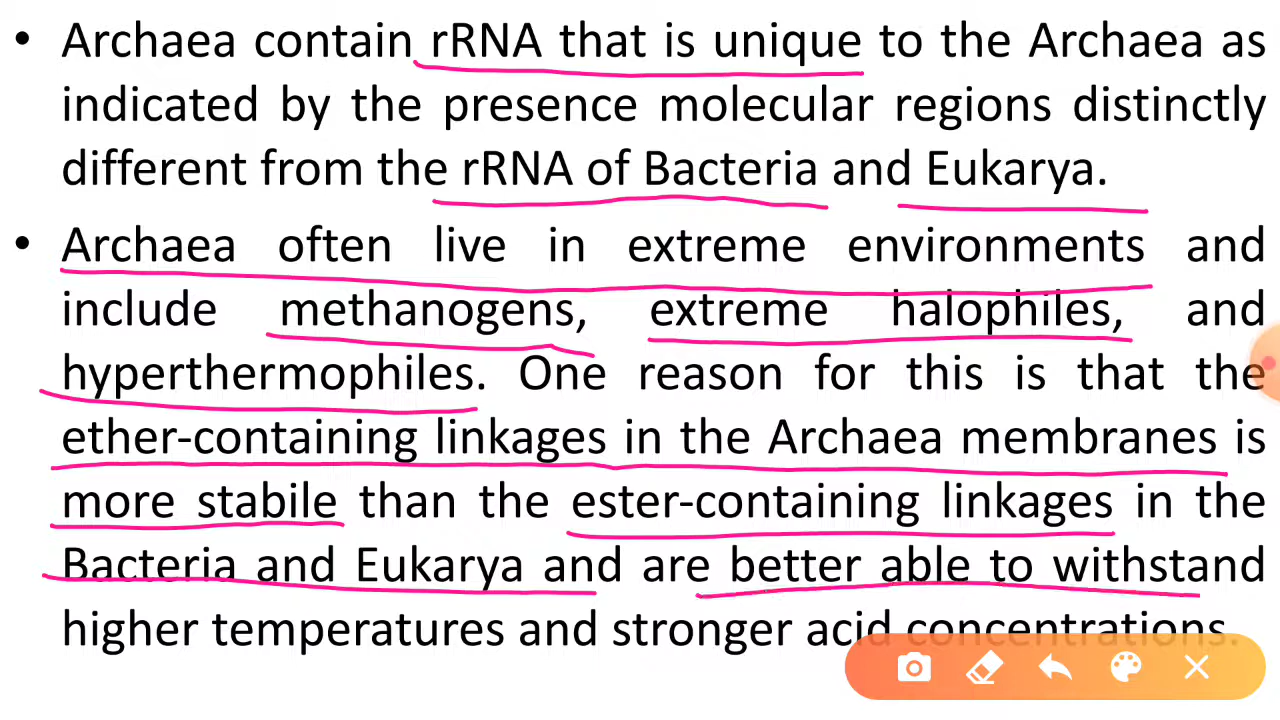 • Archaea contain rRNA that is unique to the Archaea as
indicated by the presence molecular regions distinctly
different from the rRNA of Bacteria and Eukarya.
• Archaea often live in extreme environments and
include methanogens, extreme halophiles, and
hyperthermophiles. One reason for this is that the
ether-containing linkages in the Archaea membranes is
more stabile than the ester-containing linkages in the
Bacteria and Eukarya and are better able to withstand
higher temperatures and stronger acid concentrations.